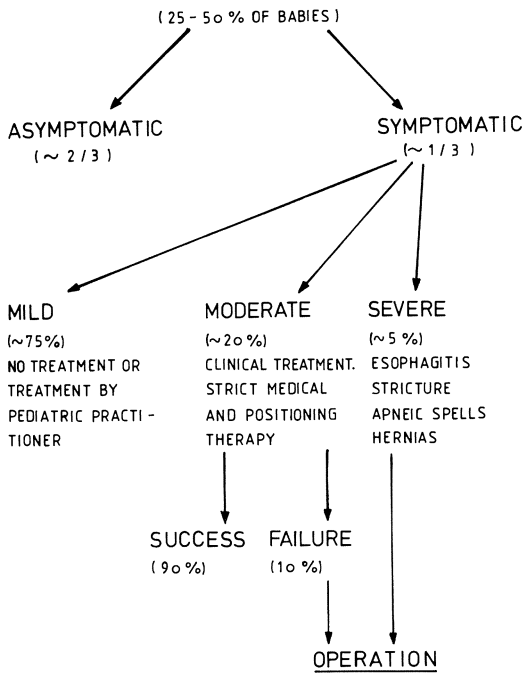 (25-50% OF BABIES)
ASYMPTOMATIC
(~ 2/3)
SYMPTOMATIC
(~ 1/3)
MILD
(~75%)
NO TREATMENT OR
TREATMENT BY
PEDIATRIC PRACTI-
TIONER
MODERATE
(~20%)
CLINICAL TREATMENT.
STRICT MEDICAL
AND POSITIONING
THERAPY
SEVERE
(~5%)
ESOPHAGITIS
STRICTURE
APNEIC SPELLS
HERNIAS
SUCCESS
(90%)
FAILURE
(10%)
OPERATION